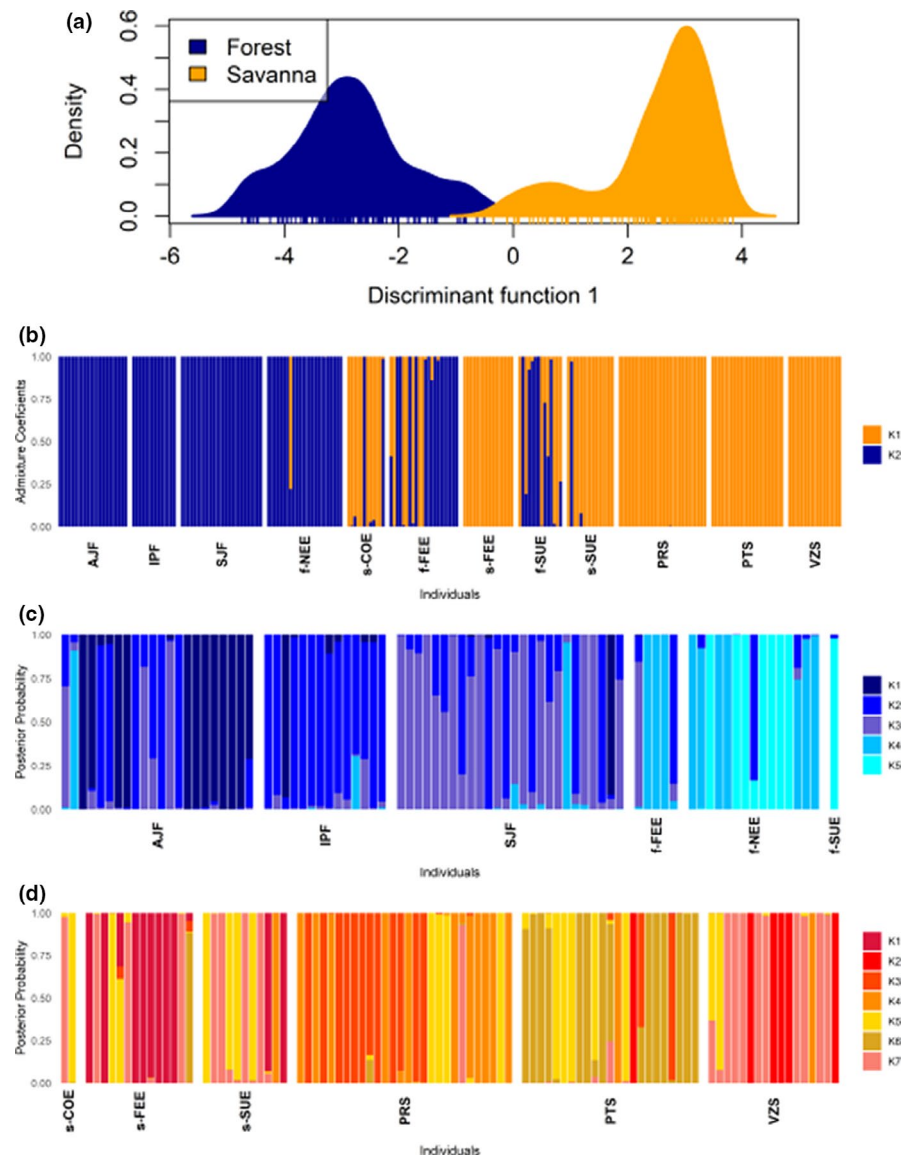 (a)
Forest
Savanna
Density
0.6
0.4
0.2
0.0
-6 -4 -2 0 2 4
Discriminant function 1
(b)
Admixture Coeficients
1.00
0.75
0.50
0.25
0.00
K1
K2
AJF IPF SJF f-NEE s-COE f-FEE s-FEE f-SUE s-SUE PRS PTS VZS
Individuals
(c)
Posterior Probability
1.00
0.75
0.50
0.25
0.00
K1
K2
K3
K4
K5
AJF IPF SJF f-FEE f-NEE f-SUE
Individuals
(d)
Posterior Probability
1.00
0.75
0.50
0.25
0.00
K1
K2
K3
K4
K5
K6
K7
s-COE s-FEE s-SUE PRS PTS VZS
Individuals